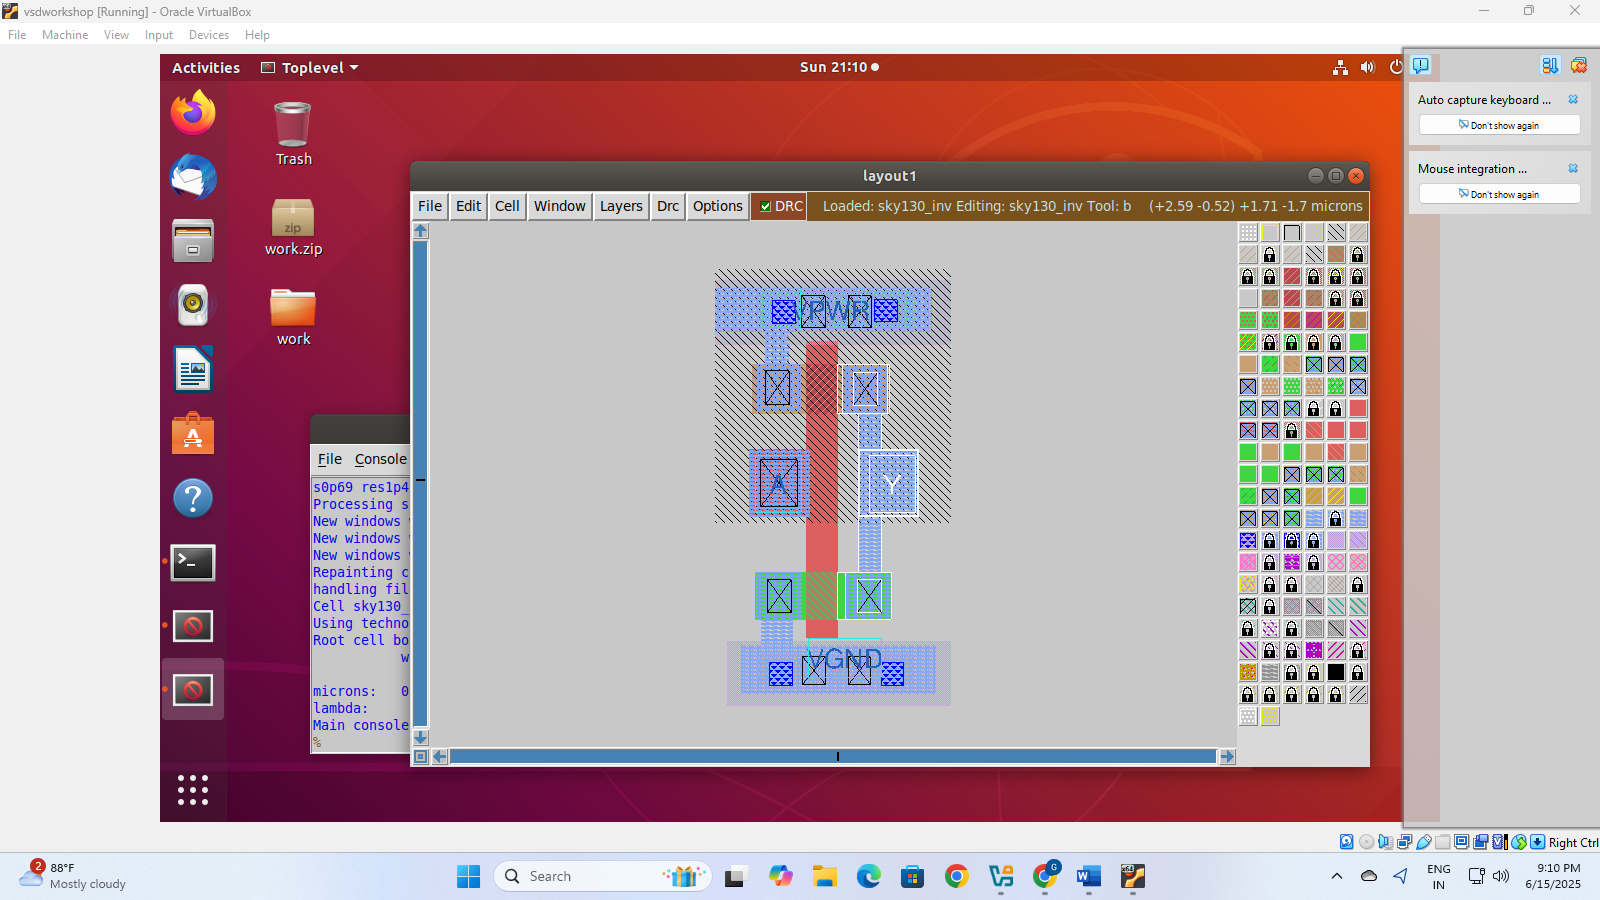 vsdworkshop [Running] - Oracle VirtualBox
File Machine View Input Devices Help
Activities Toplevel Sun 21:10
Auto capture keyboard ...
Don't show again
Mouse integration ...
Don't show again
Trash
zip
work.zip
work
layout1
File Edit Cell Window Layers Drc Options DRC Loaded: sky130_inv Editing: sky130_inv Tool: b (+2.59 -0.52) +1.71 -1.7 microns
VPWR
A
Y
VGND
File Console
s0p69 res1p4
Processing s
New windows
New windows
New windows
Repainting c
handling fil
Cell sky130_
Using techno
Root cell bo
w
microns: 0
lambda:
Main console
%
Right Ctrl
2
88°F
Mostly cloudy
Search
G
ENG
IN
9:10 PM
6/15/2025